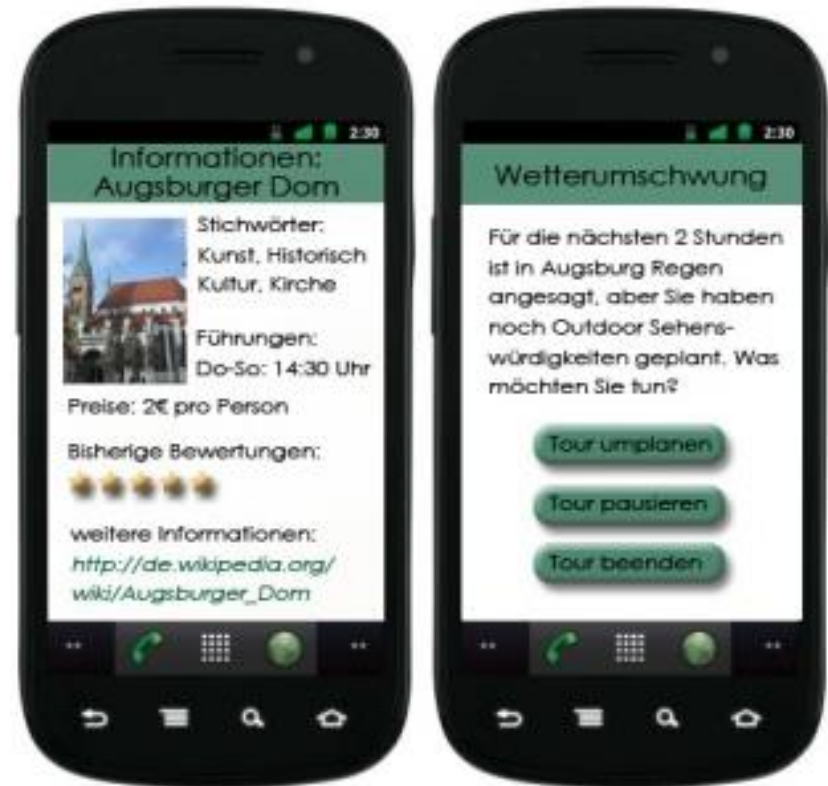 2:30
Informationen:
Augsburger Dom
Stichwörter:
Kunst, Historisch
Kultur, Kirche
Führungen:
Do-So: 14:30 Uhr
Preise: 2€ pro Person
Bisherige Bewertungen:
weitere Informationen:
http://de.wikipedia.org/
wiki/Augsburger_Dom
2:30
Wetterumschwung
Für die nächsten 2 Stunden
ist in Augsburg Regen
angesagt, aber Sie haben
noch Outdoor Sehens-
würdigkeiten geplant. Was
möchten Sie tun?
Tour umplanen
Tour pausieren
Tour beenden